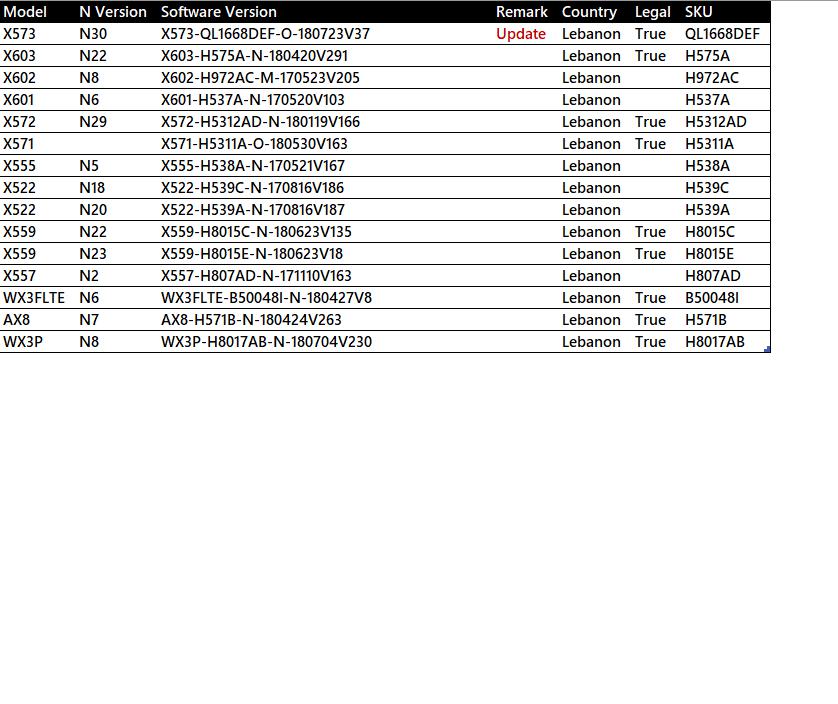 Model N Version Software Version Remark Country Legal SKU
X573 N30 X573-QL1668DEF-O-180723V37 Update Lebanon True QL1668DEF
X603 N22 X603-H575A-N-180420V291 Lebanon True H575A
X602 N8 X602-H972AC-M-170523V205 Lebanon H972AC
X601 N6 X601-H537A-N-170520V103 Lebanon H537A
X572 N29 X572-H5312AD-N-180119V166 Lebanon True H5312AD
X571 X571-H5311A-O-180530V163 Lebanon True H5311A
X555 N5 X555-H538A-N-170521V167 Lebanon H538A
X522 N18 X522-H539C-N-170816V186 Lebanon H539C
X522 N20 X522-H539A-N-170816V187 Lebanon H539A
X559 N22 X559-H8015C-N-180623V135 Lebanon True H8015C
X559 N23 X559-H8015E-N-180623V18 Lebanon True H8015E
X557 N2 X557-H807AD-N-171110V163 Lebanon H807AD
WX3FLTE N6 WX3FLTE-B50048I-N-180427V8 Lebanon True B50048I
AX8 N7 AX8-H571B-N-180424V263 Lebanon True H571B
WX3P N8 WX3P-H8017AB-N-180704V230 Lebanon True H8017AB